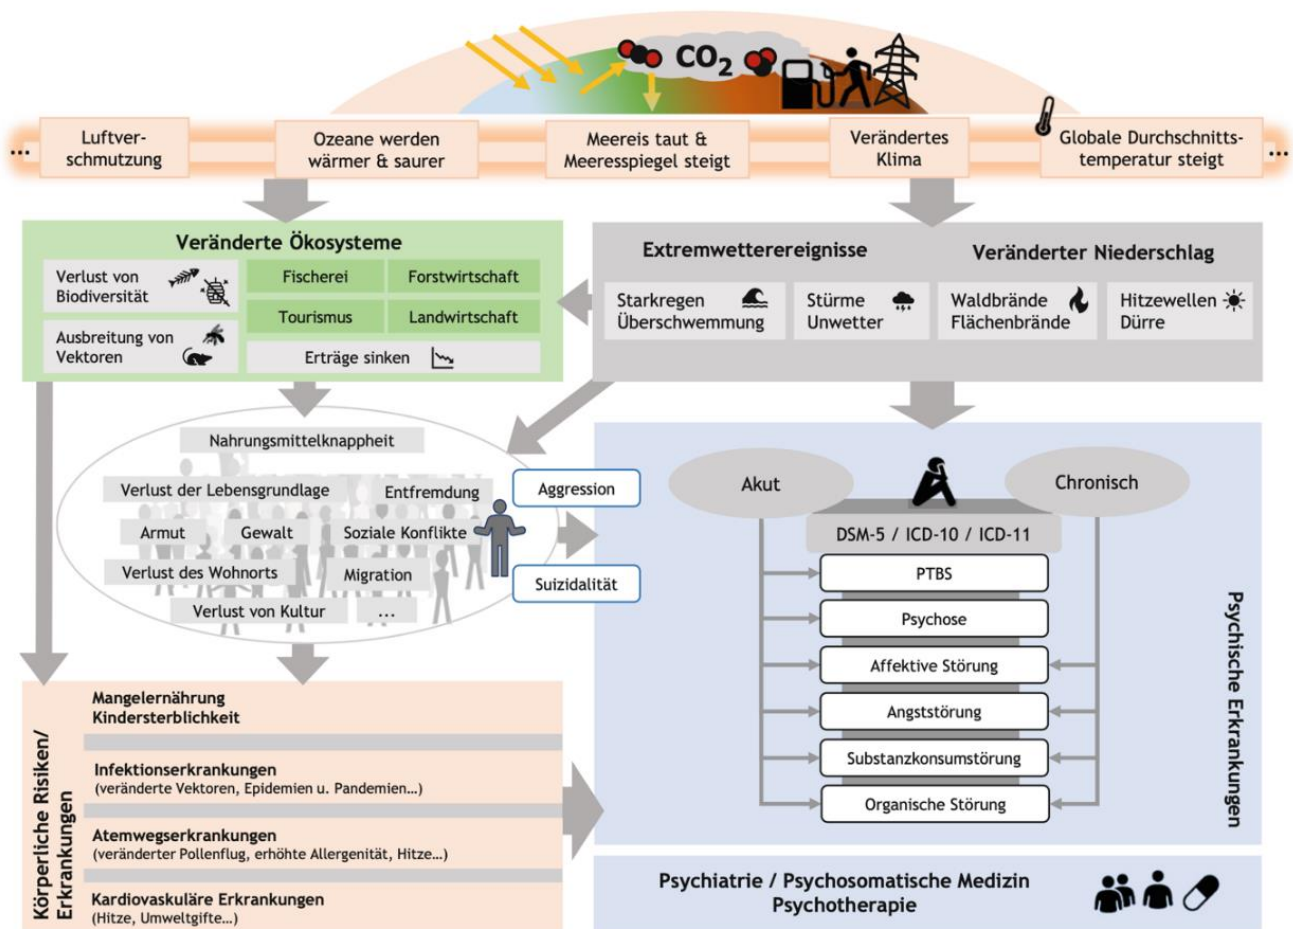 CO₂
...
Luftver-
schmutzung
Ozeane werden
wärmer & saurer
Meereis taut &
Meeresspiegel steigt
Verändertes
Klima
Globale Durchschnitts-
temperatur steigt
...
Veränderte Ökosysteme
Verlust von
Biodiversität
Ausbreitung von
Vektoren
Fischerei
Forstwirtschaft
Tourismus
Landwirtschaft
Erträge sinken
Extremwetterereignisse
Veränderter Niederschlag
Starkregen
Überschwemmung
Stürme
Unwetter
Waldbrände
Flächenbrände
Hitzewellen
Dürre
Nahrungsmittelknappheit
Verlust der Lebensgrundlage
Entfremdung
Armut
Gewalt
Soziale Konflikte
Verlust des Wohnorts
Migration
Verlust von Kultur
...
Aggression
Suizidalität
Akut
Chronisch
DSM-5 / ICD-10 / ICD-11
PTBS
Psychose
Affektive Störung
Angststörung
Substanzkonsumstörung
Organische Störung
Psychische Erkrankungen
Körperliche Risiken/
Erkrankungen
Mangelernährung
Kindersterblichkeit
Infektionserkrankungen
(veränderte Vektoren, Epidemien u. Pandemien...)
Atemwegserkrankungen
(veränderter Pollenflug, erhöhte Allergenität, Hitze...)
Kardiovaskuläre Erkrankungen
(Hitze, Umweltgifte...)
Psychiatrie / Psychosomatische Medizin
Psychotherapie